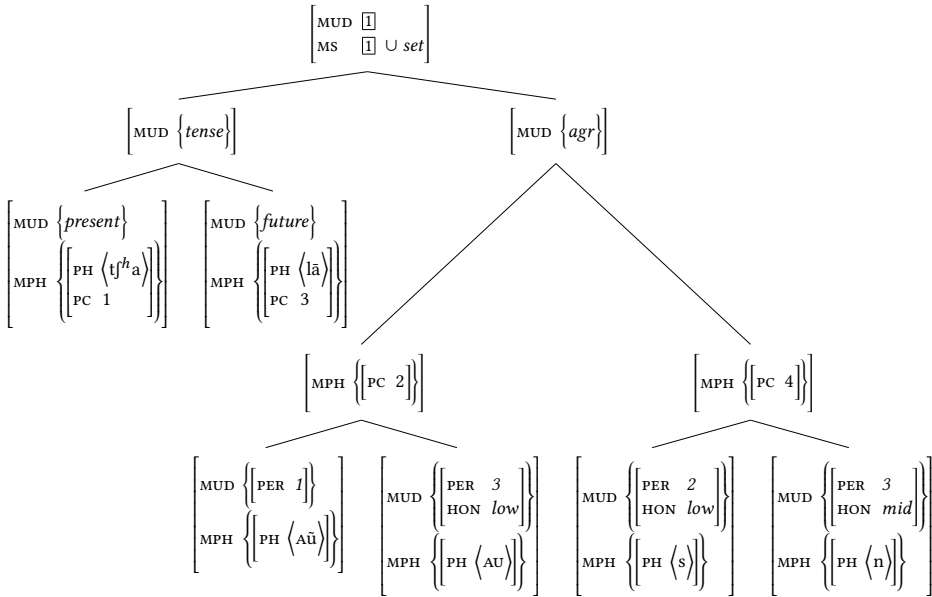 MUD 1
MS 1 ∪ set
MUD {tense}
MUD {agr}
MUD {present}
MPH {[PH ⟨tʃʰa⟩
PC 1]}
MUD {future}
MPH {[PH ⟨lā⟩
PC 3]}
MPH {[PC 2]}
MPH {[PC 4]}
MUD {[PER 1]}
MPH {[PH ⟨ᴀũ⟩]}
MUD {[PER 3
HON low]}
MPH {[PH ⟨ᴀᴜ⟩]}
MUD {[PER 2
HON low]}
MPH {[PH ⟨s⟩]}
MUD {[PER 3
HON mid]}
MPH {[PH ⟨n⟩]}